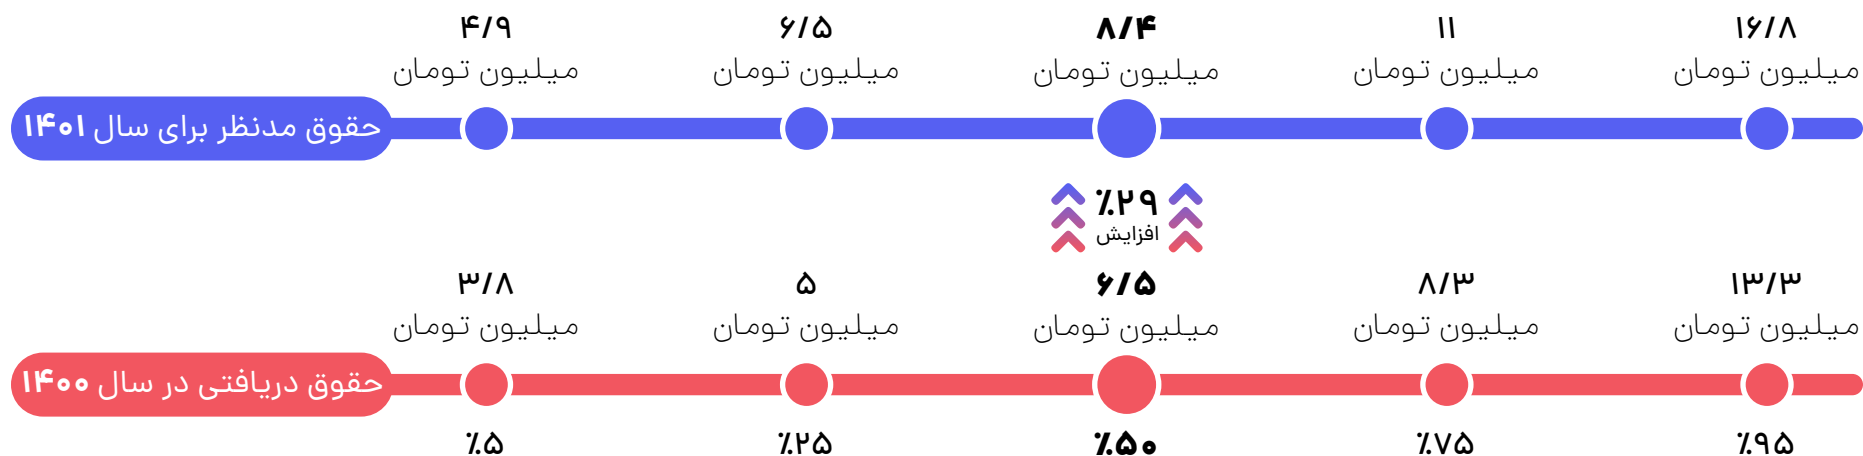 ۴/۹
میلیون تومان
۶/۵
میلیون تومان
۸/۴
میلیون تومان
۱۱
میلیون تومان
۱۶/۸
میلیون تومان
حقوق مدنظر برای سال ۱۴۰۱
٪۲۹
افزایش
۳/۸
میلیون تومان
۵
میلیون تومان
۶/۵
میلیون تومان
۸/۳
میلیون تومان
۱۳/۳
میلیون تومان
حقوق دریافتی در سال ۱۴۰۰
٪۵
٪۲۵
٪۵۰
٪۷۵
٪۹۵